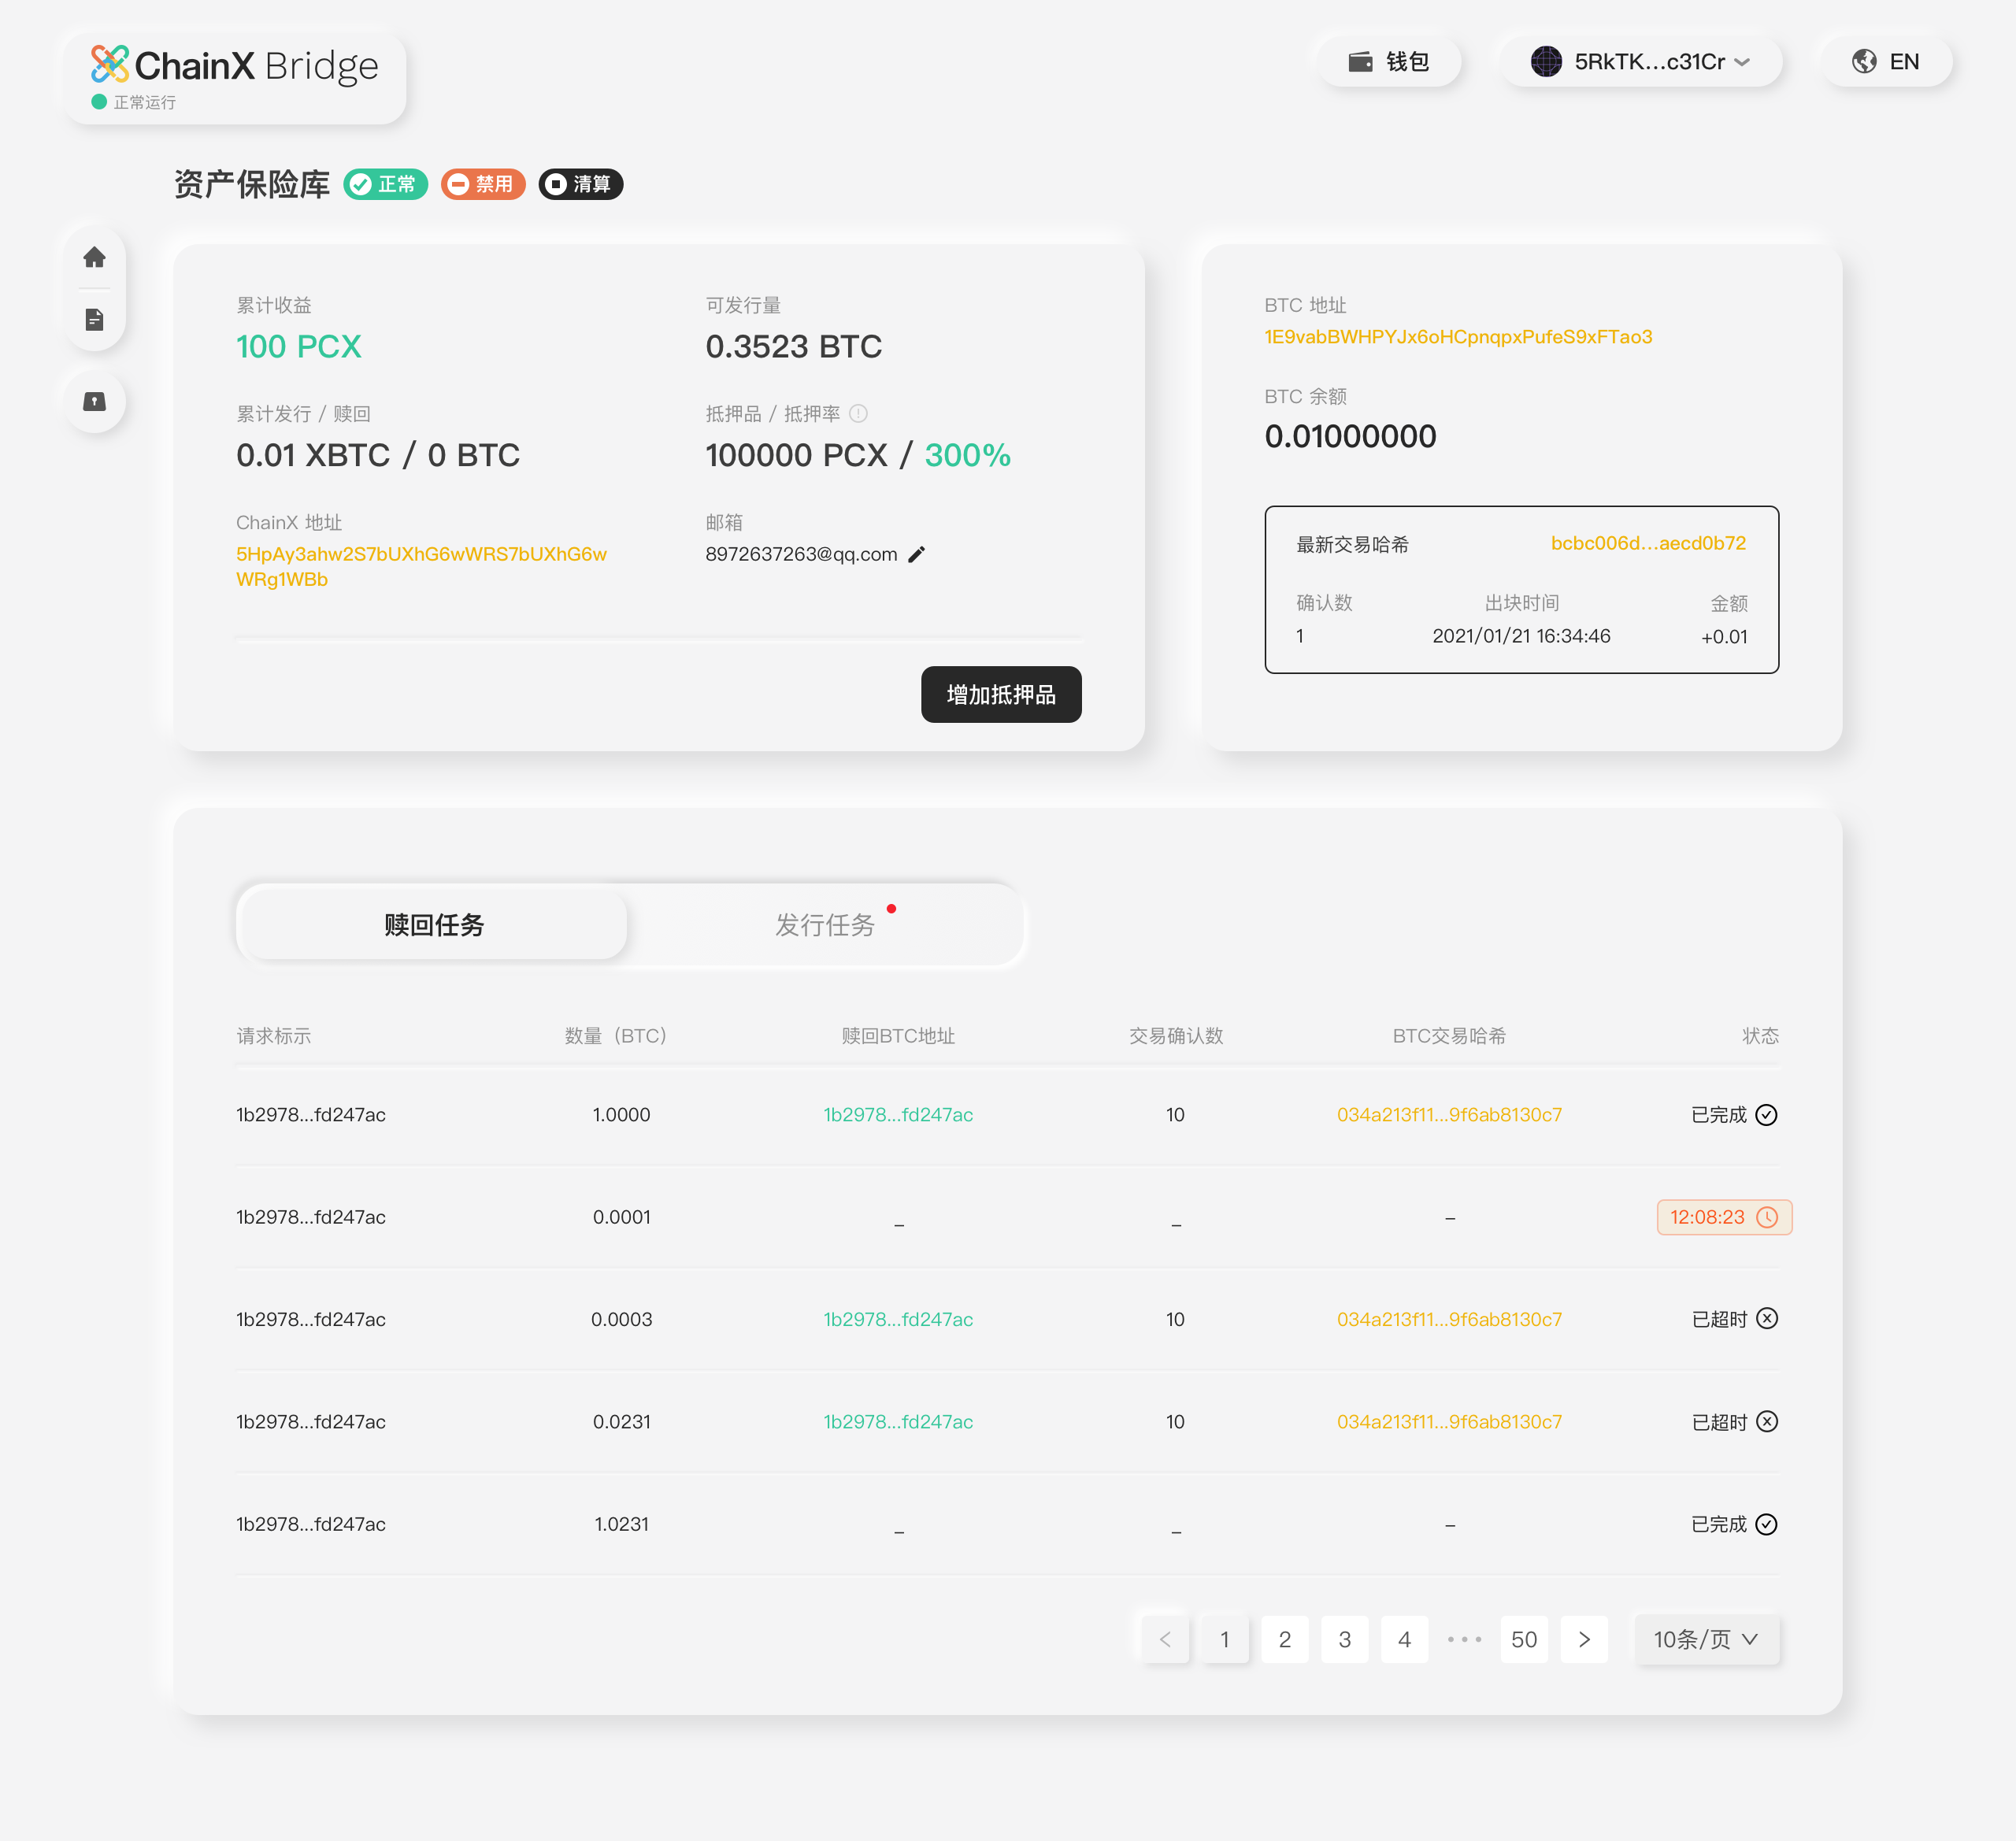 ChainX Bridge
正常运行
钱包
5RkTK...c31Cr
EN
资产保险库 正常 禁用 清算
累计收益
100 PCX
可发行量
0.3523 BTC
累计发行 / 赎回
0.01 XBTC / 0 BTC
抵押品 / 抵押率
100000 PCX / 300%
ChainX 地址
5HpAy3ahw2S7bUXhG6wWRS7bUXhG6w
WRg1WBb
邮箱
8972637263@qq.com
增加抵押品
BTC 地址
1E9vabBWHPYJx6oHCpnqpxPufeS9xFTao3
BTC 余额
0.01000000
最新交易哈希 bcbc006d...aecd0b72
确认数 出块时间 金额
1 2021/01/21 16:34:46 +0.01
赎回任务 发行任务
请求标示 数量（BTC） 赎回BTC地址 交易确认数 BTC交易哈希 状态
1b2978...fd247ac 1.0000 1b2978...fd247ac 10 034a213f11...9f6ab8130c7 已完成
1b2978...fd247ac 0.0001 _ _ – 12:08:23
1b2978...fd247ac 0.0003 1b2978...fd247ac 10 034a213f11...9f6ab8130c7 已超时
1b2978...fd247ac 0.0231 1b2978...fd247ac 10 034a213f11...9f6ab8130c7 已超时
1b2978...fd247ac 1.0231 _ _ – 已完成
< 1 2 3 4 ••• 50 > 10条/页